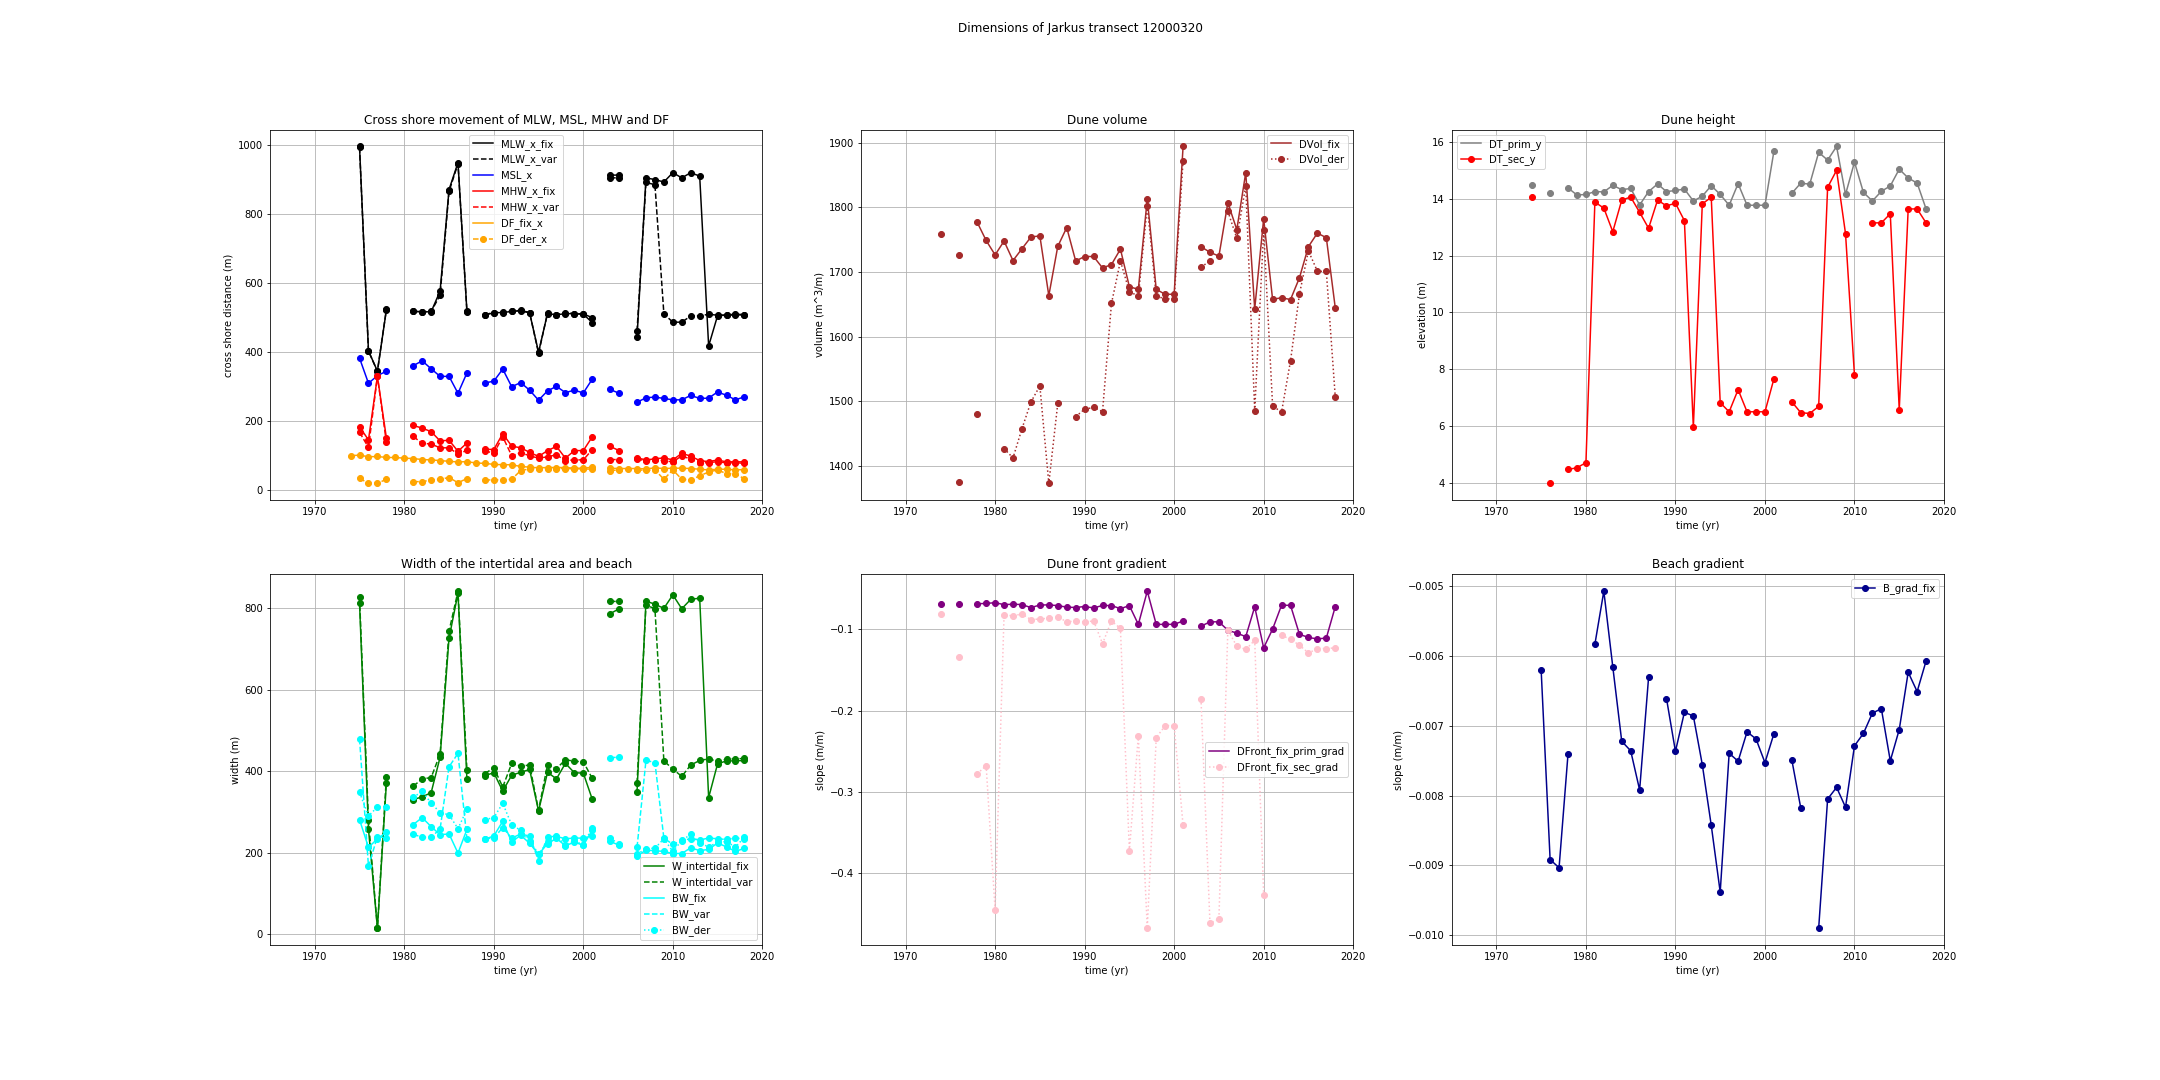 Dimensions of Jarkus transect 12000320
Cross shore movement of MLW, MSL, MHW and DF
1000
800
600
400
200
0
cross shore distance (m)
MLW_x_fix
MLW_x_var
MSL_x
MHW_x_fix
MHW_x_var
DF_fix_x
DF_der_x
1970 1980 1990 2000 2010 2020
time (yr)
Dune volume
1900
1800
1700
1600
1500
1400
volume (m^3/m)
DVol_fix
DVol_der
1970 1980 1990 2000 2010 2020
time (yr)
Dune height
16
14
12
10
8
6
4
elevation (m)
DT_prim_y
DT_sec_y
1970 1980 1990 2000 2010 2020
time (yr)
Width of the intertidal area and beach
800
600
400
200
0
width (m)
W_intertidal_fix
W_intertidal_var
BW_fix
BW_var
BW_der
1970 1980 1990 2000 2010 2020
time (yr)
Dune front gradient
−0.1
−0.2
−0.3
−0.4
slope (m/m)
DFront_fix_prim_grad
DFront_fix_sec_grad
1970 1980 1990 2000 2010 2020
time (yr)
Beach gradient
−0.005
−0.006
−0.007
−0.008
−0.009
−0.010
slope (m/m)
B_grad_fix
1970 1980 1990 2000 2010 2020
time (yr)